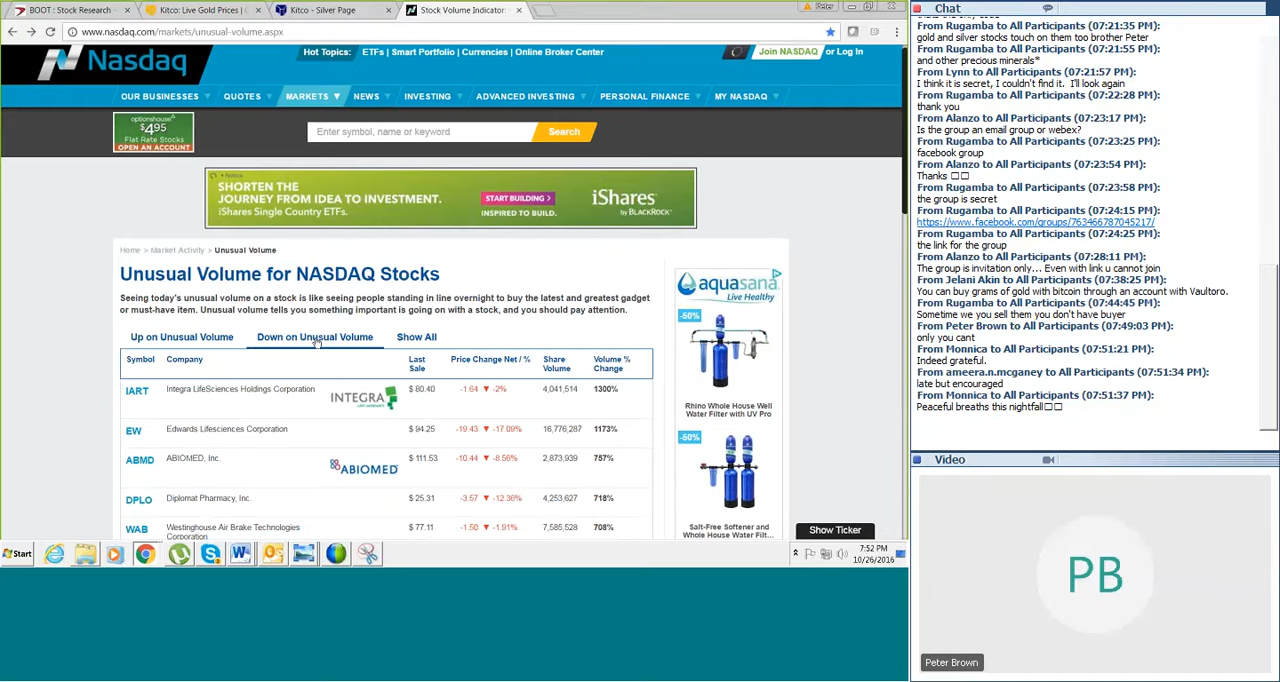 BOOT : Stock Research
Kitco: Live Gold Prices |
Kitco - Silver Page
Stock Volume Indicator:
Peter
www.nasdaq.com/markets/unusual-volume.aspx
Nasdaq
Hot Topics: ETFs | Smart Portfolio | Currencies | Online Broker Center
Join NASDAQ or Log In
OUR BUSINESSES QUOTES MARKETS NEWS INVESTING ADVANCED INVESTING PERSONAL FINANCE MY NASDAQ
optionshouse
$4.95
Flat Rate Stocks
OPEN AN ACCOUNT
Enter symbol, name or keyword
Search
+ Notice
SHORTEN THE
JOURNEY FROM IDEA TO INVESTMENT.
iShares Single Country ETFs.
START BUILDING >
INSPIRED TO BUILD.
iShares
by BLACKROCK
Home > Market Activity > Unusual Volume
Unusual Volume for NASDAQ Stocks
Seeing today's unusual volume on a stock is like seeing people standing in line overnight to buy the latest and greatest gadget
or must-have item. Unusual volume tells you something important is going on with a stock, and you should pay attention.
Up on Unusual Volume Down on Unusual Volume Show All
Symbol Company Last Sale Price Change Net / % Share Volume Volume % Change
IART Integra LifeSciences Holdings Corporation INTEGRA $ 80.40 -1.64 ▼ -2% 4,041,514 1300%
EW Edwards Lifesciences Corporation $ 94.25 -19.43 ▼ -17.09% 16,776,287 1173%
ABMD ABIOMED, Inc. ABIOMED $ 111.53 -10.44 ▼ -8.56% 2,873,939 757%
DPLO Diplomat Pharmacy, Inc. $ 25.31 -3.57 ▼ -12.36% 4,253,627 718%
WAB Westinghouse Air Brake Technologies Corporation $ 77.11 -1.50 ▼ -1.91% 7,585,528 708%
aquasana.
Live Healthy
-50%
Rhino Whole House Well
Water Filter with UV Pro
-50%
Salt-Free Softener and
Whole House Water Filt...
Show Ticker
Start
7:52 PM
10/26/2016
Chat
From Rugamba to All Participants (07:21:35 PM):
gold and silver stocks touch on them too brother Peter
From Rugamba to All Participants (07:21:55 PM):
and other precious minerals*
From Lynn to All Participants (07:21:57 PM):
I think it is secret, I couldn't find it. I'll look again
From Rugamba to All Participants (07:22:28 PM):
thank you
From Alanzo to All Participants (07:23:17 PM):
Is the group an email group or webex?
From Rugamba to All Participants (07:23:25 PM):
facebook group
From Alanzo to All Participants (07:23:54 PM):
Thanks □□
From Rugamba to All Participants (07:23:58 PM):
the group is secret
From Rugamba to All Participants (07:24:15 PM):
https://www.facebook.com/groups/763466787045217/
From Rugamba to All Participants (07:24:25 PM):
the link for the group
From Alanzo to All Participants (07:28:11 PM):
The group is invitation only... Even with link u cannot join
From Jelani Akin to All Participants (07:38:25 PM):
You can buy grams of gold with bitcoin through an account with Vaultoro.
From Rugamba to All Participants (07:44:45 PM):
Sometime we you sell them you don't have buyer
From Peter Brown to All Participants (07:49:03 PM):
only you cant
From Monnica to All Participants (07:51:21 PM):
Indeed grateful.
From ameera.n.mcganey to All Participants (07:51:34 PM):
late but encouraged
From Monnica to All Participants (07:51:37 PM):
Peaceful breaths this nightfall□□
Video
PB
Peter Brown